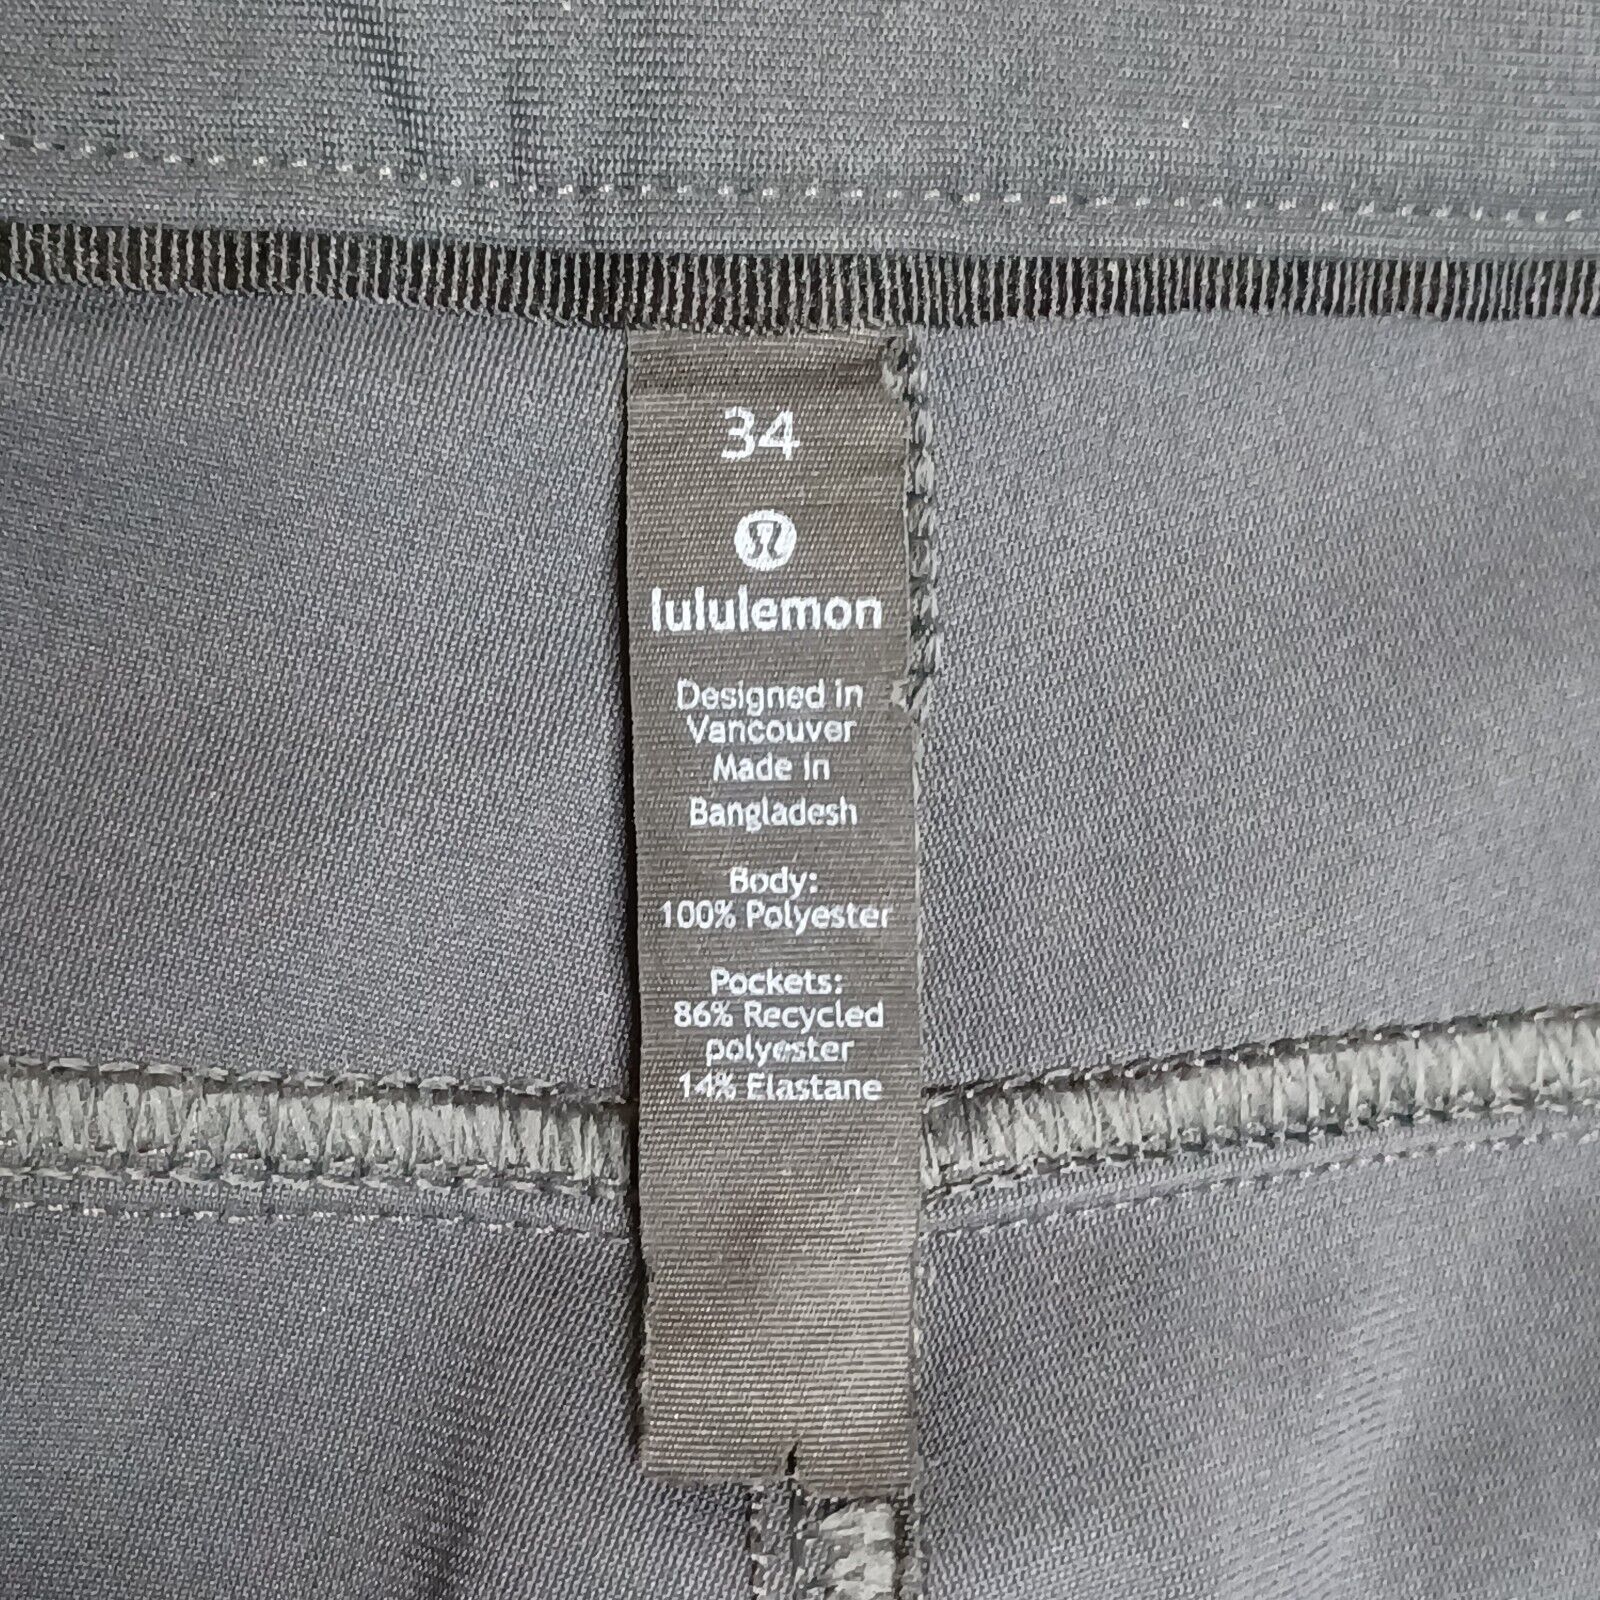 34
lululemon
Designed in
Vancouver
Made in
Bangladesh
Body:
100% Polyester
Pockets:
86% Recycled
polyester
14% Elastane